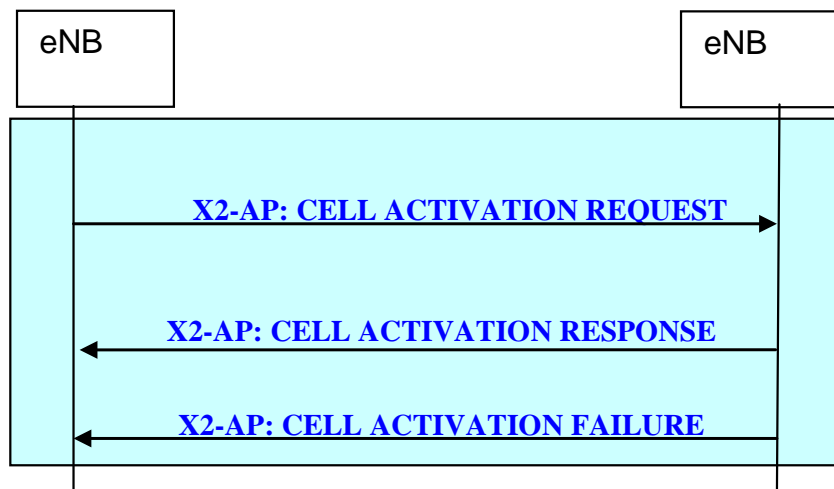 eNB
eNB
X2-AP: CELL ACTIVATION REQUEST
X2-AP: CELL ACTIVATION RESPONSE
X2-AP: CELL ACTIVATION FAILURE